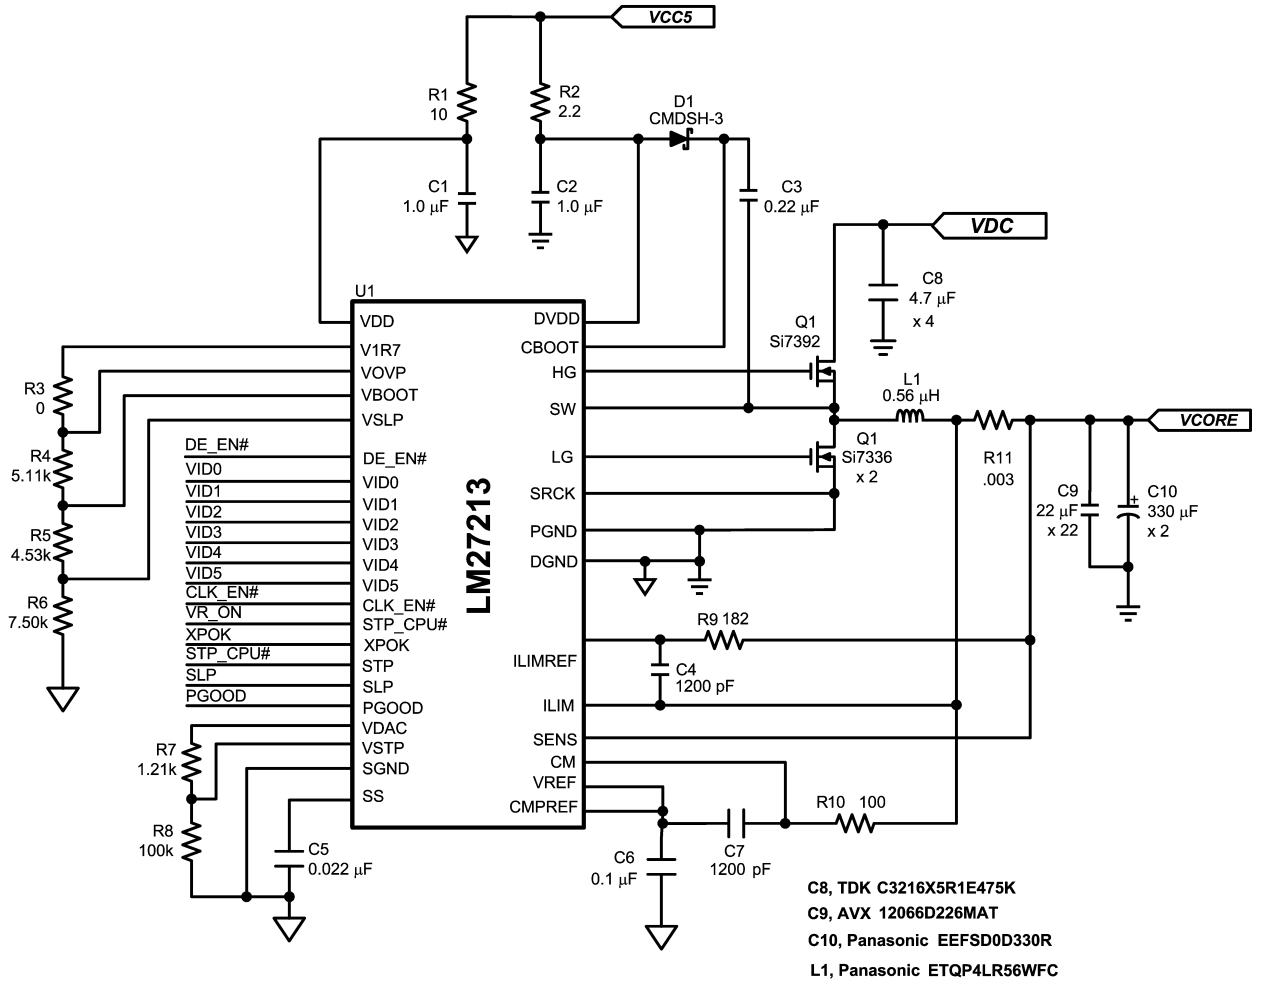 VCC5
R1
10
R2
2.2
D1
CMDSH-3
C1
1.0 µF
C2
1.0 µF
C3
0.22 µF
VDC
C8
4.7 µF
x 4
U1
VDD
V1R7
VOVP
VBOOT
VSLP
DE_EN#
VID0
VID1
VID2
VID3
VID4
VID5
CLK_EN#
STP_CPU#
XPOK
STP
SLP
PGOOD
VDAC
VSTP
SGND
SS
LM27213
DVDD
CBOOT
HG
SW
LG
SRCK
PGND
DGND
ILIMREF
ILIM
SENS
CM
VREF
CMPREF
R3
0
R4
5.11k
R5
4.53k
R6
7.50k
DE_EN#
VID0
VID1
VID2
VID3
VID4
VID5
CLK_EN#
VR_ON
XPOK
STP_CPU#
SLP
PGOOD
R7
1.21k
R8
100k
C5
0.022 µF
Q1
Si7392
L1
0.56 µH
VCORE
Q1
Si7336
x 2
R11
.003
C9
22 µF
x 22
+
C10
330 µF
x 2
R9 182
C4
1200 pF
R10 100
C6
0.1 µF
C7
1200 pF
C8, TDK C3216X5R1E475K
C9, AVX 12066D226MAT
C10, Panasonic EEFSD0D330R
L1, Panasonic ETQP4LR56WFC